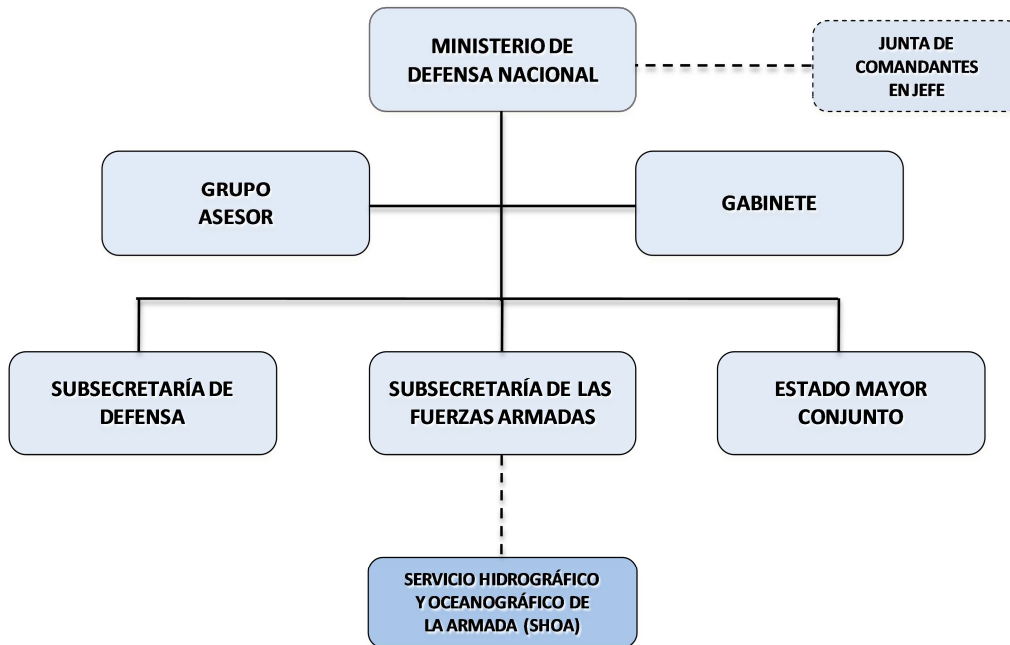 MINISTERIO DE
DEFENSA NACIONAL
JUNTA DE
COMANDANTES
EN JEFE
GRUPO
ASESOR
GABINETE
SUBSECRETARÍA DE
DEFENSA
SUBSECRETARÍA DE LAS
FUERZAS ARMADAS
ESTADO MAYOR
CONJUNTO
SERVICIO HIDROGRÁFICO
Y OCEANOGRÁFICO DE
LA ARMADA (SHOA)